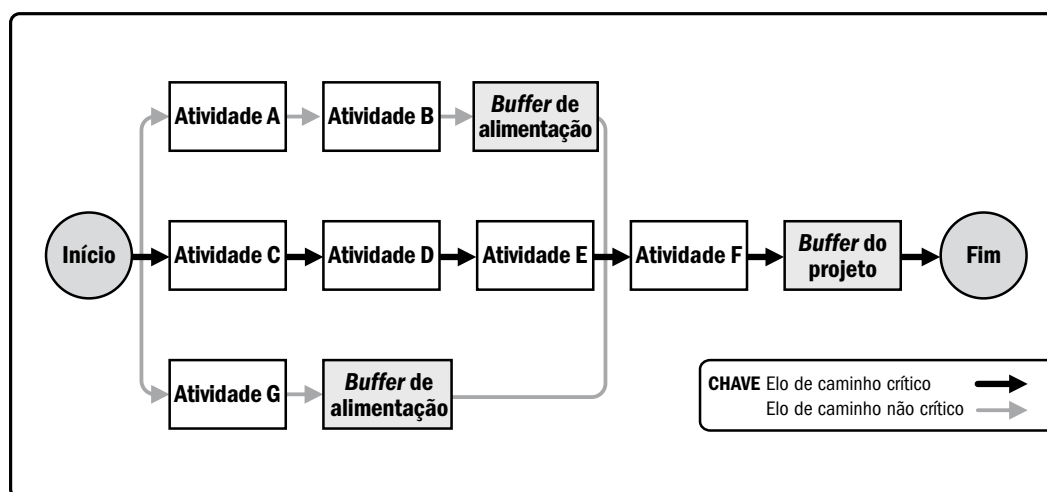 Atividade A
Atividade B
Buffer de
alimentação
Início
Atividade C
Atividade D
Atividade E
Atividade F
Buffer do
projeto
Fim
Atividade G
Buffer de
alimentação
CHAVE Elo de caminho crítico
Elo de caminho não crítico